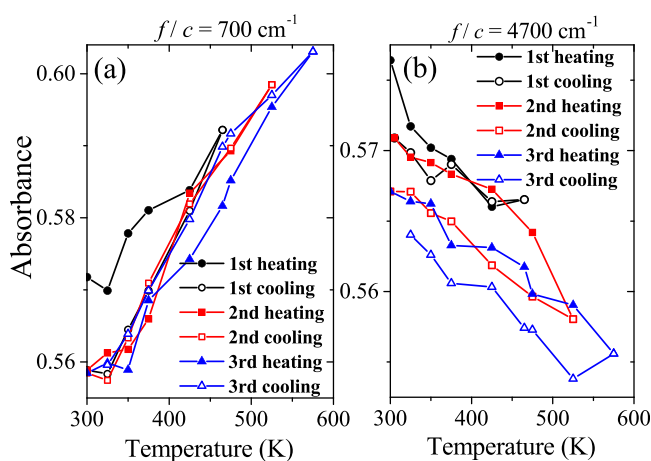 f / c = 700 cm⁻¹
f / c = 4700 cm⁻¹
(a)
0.60
0.58
0.56
Absorbance
1st heating
1st cooling
2nd heating
2nd cooling
3rd heating
3rd cooling
300 400 500 600
Temperature (K)
(b)
1st heating
1st cooling
2nd heating
2nd cooling
3rd heating
3rd cooling
0.57
0.56
300 400 500 600
Temperature (K)